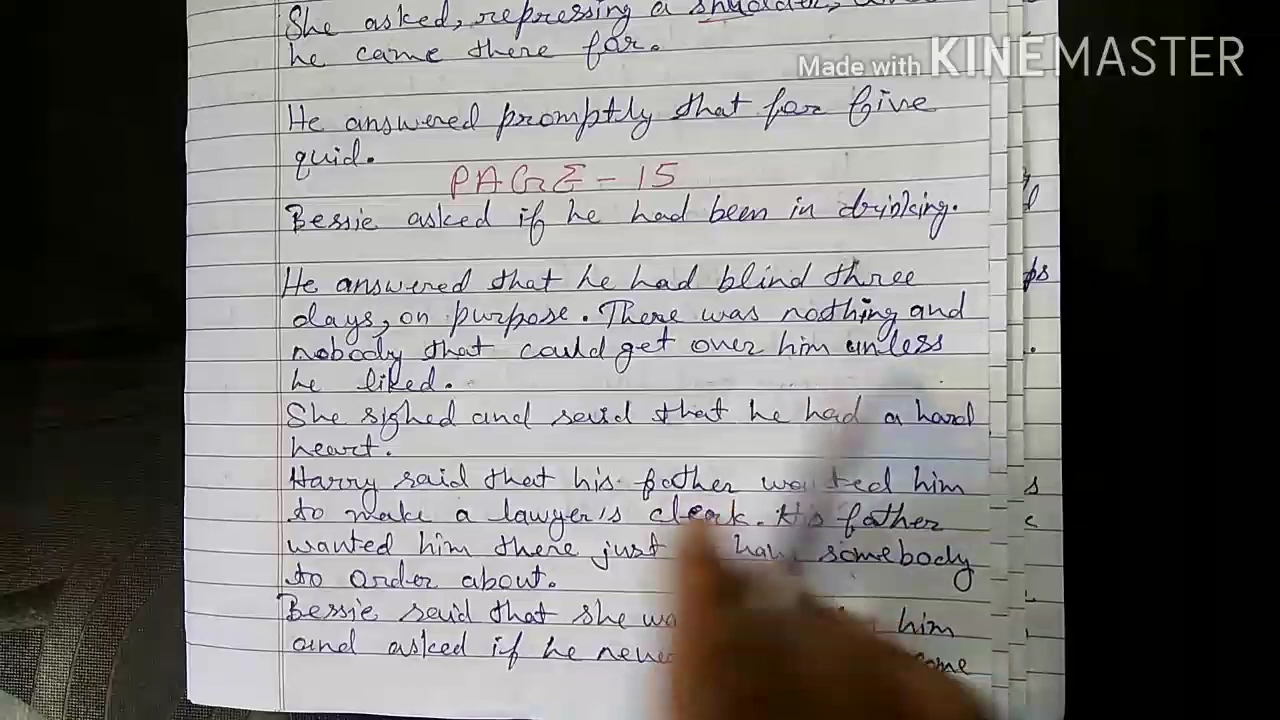 She asked, repressing a
he came there for.
Made with KINEMASTER
He answered promptly that for five
quid.
PAGE - 15
Bessie asked if he had been in drinking.
He answered that he had blind three
days, on purpose. There was nothing and
nobody that could get over him unless
he liked.
She sighed and said that he had a hard
heart.
Harry said that his father wanted him
to make a lawyer's clerk. His father
wanted him there just have somebody
to order about.
Bessie said that she him
and asked if he never